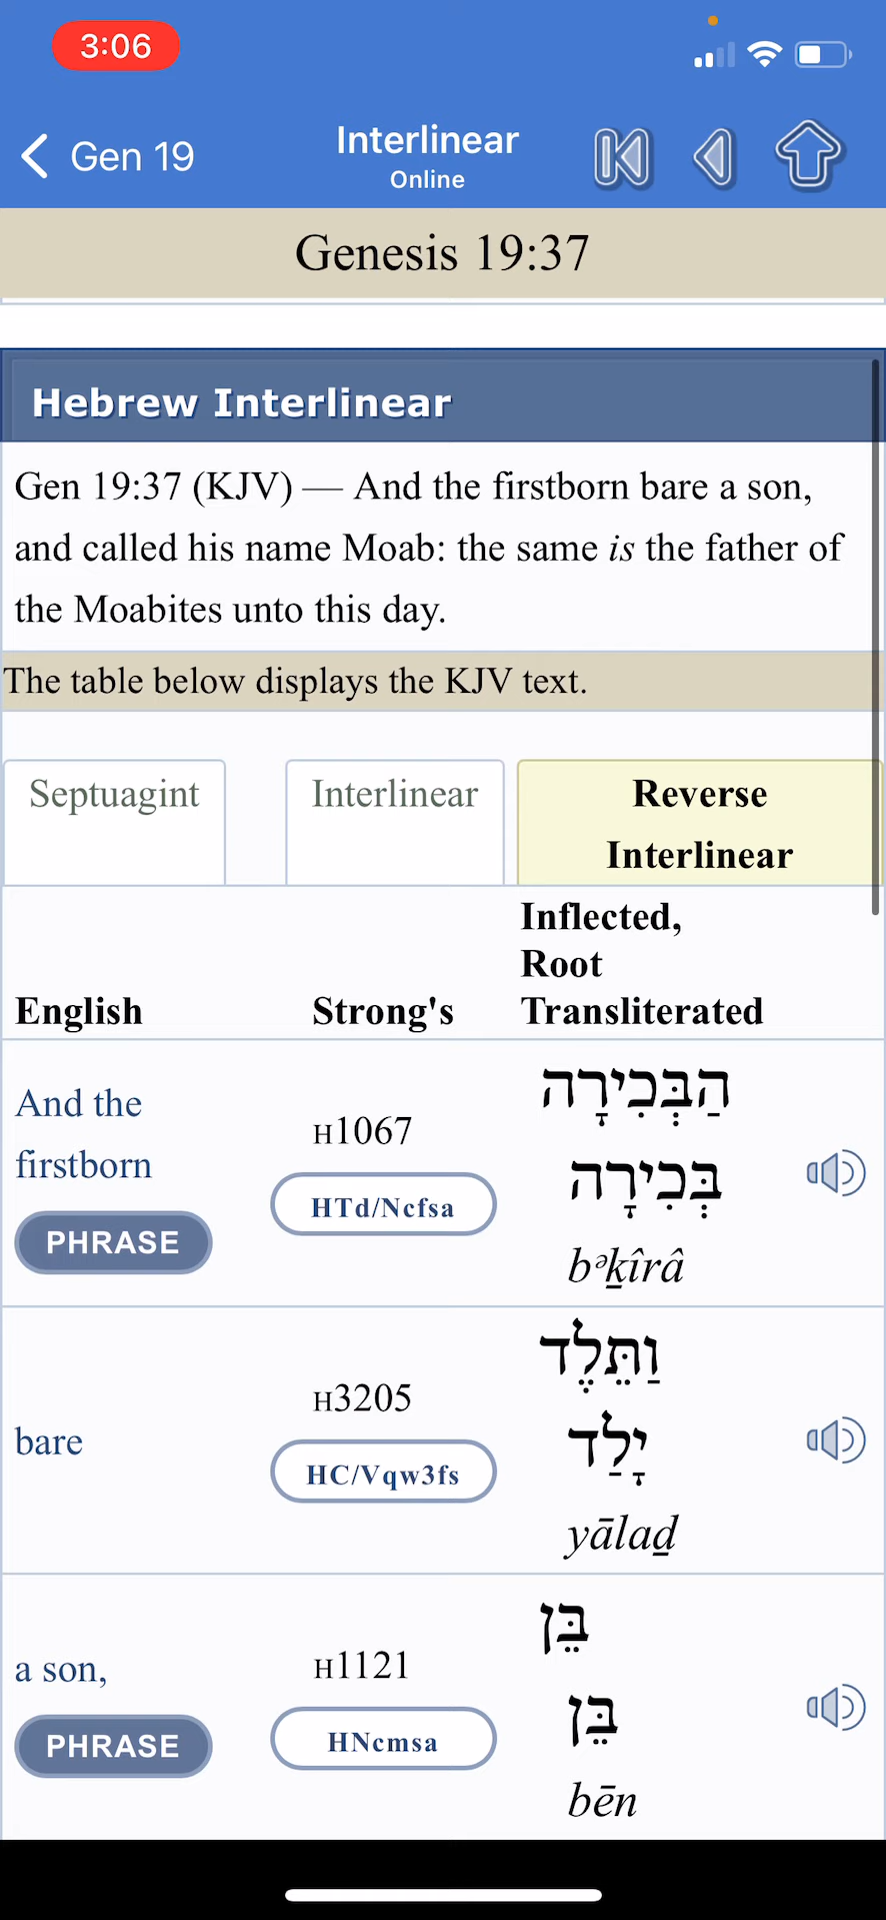 3:06
Gen 19
Interlinear
Online
Genesis 19:37
Hebrew Interlinear
Gen 19:37 (KJV) — And the firstborn bare a son,
and called his name Moab: the same is the father of
the Moabites unto this day.
The table below displays the KJV text.
Septuagint
Interlinear
Reverse
Interlinear
English
Strong's
Inflected,
Root
Transliterated
And the
firstborn
PHRASE
H1067
HTd/Ncfsa
הַבְּכִירָה
בְּכִירָה
bᵊḵîrâ
bare
H3205
HC/Vqw3fs
וַתֵּלֶד
יָלַד
yālaḏ
a son,
PHRASE
H1121
HNcmsa
בֵּן
בֵּן
bēn